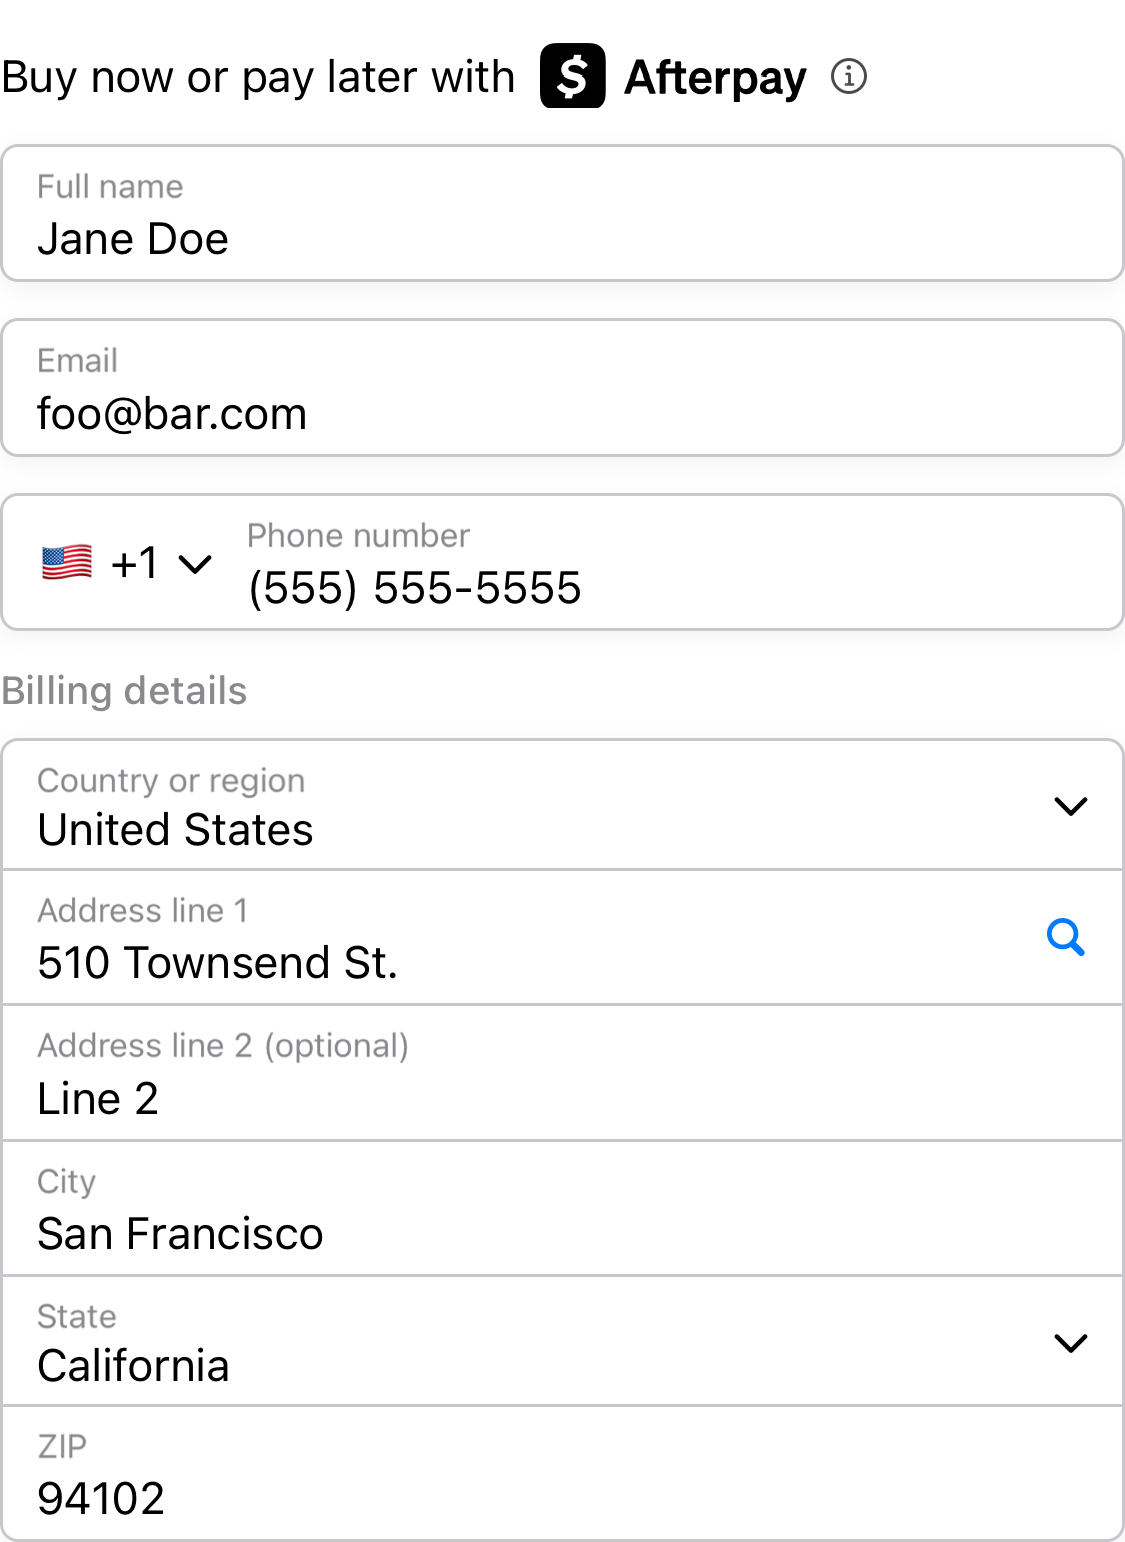 Buy now or pay later with $ Afterpay
Full name
Jane Doe
Email
foo@bar.com
Phone number
+1 (555) 555-5555
Billing details
Country or region
United States
Address line 1
510 Townsend St.
Address line 2 (optional)
Line 2
City
San Francisco
State
California
ZIP
94102